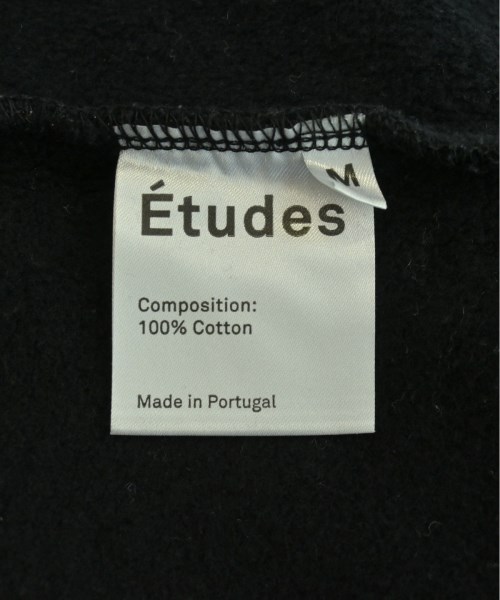 M
Études
Composition:
100% Cotton
Made in Portugal